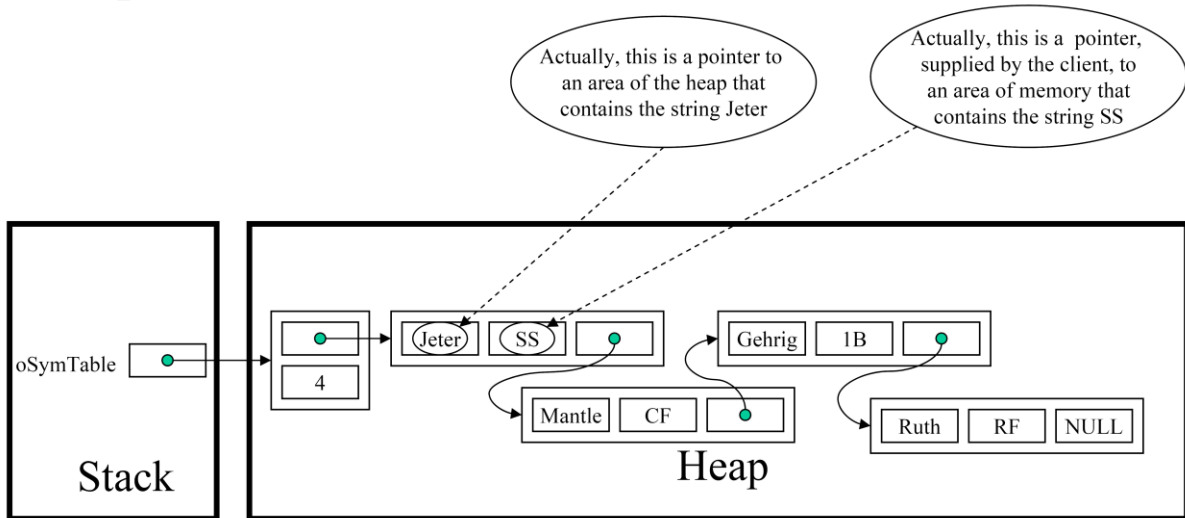 Actually, this is a pointer to
an area of the heap that
contains the string Jeter
Actually, this is a pointer,
supplied by the client, to
an area of memory that
contains the string SS
oSymTable
4
Jeter
SS
Mantle
CF
Gehrig
1B
Ruth
RF
NULL
Stack
Heap